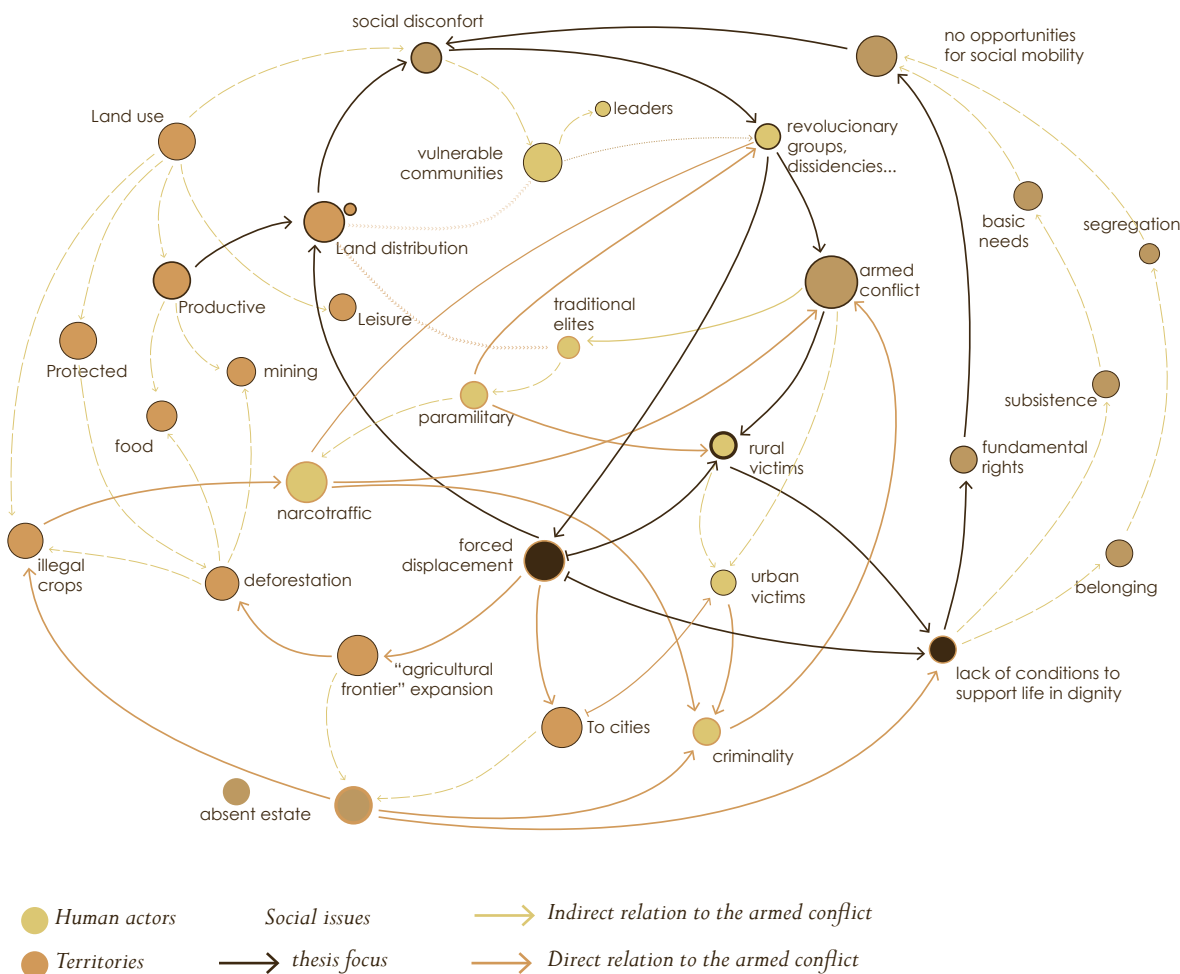 social disconfort
no opportunities
for social mobility
Land use
leaders
revolucionary
groups,
dissidencies...
vulnerable
communities
basic
needs
segregation
Land distribution
armed
conflict
Productive
Leisure
traditional
elites
Protected
mining
subsistence
paramilitary
food
rural
victims
fundamental
rights
narcotraffic
forced
displacement
illegal
crops
deforestation
urban
victims
belonging
"agricultural
frontier" expansion
lack of conditions to
support life in dignity
To cities
criminality
absent estate
Human actors
Social issues
Indirect relation to the armed conflict
Territories
thesis focus
Direct relation to the armed conflict